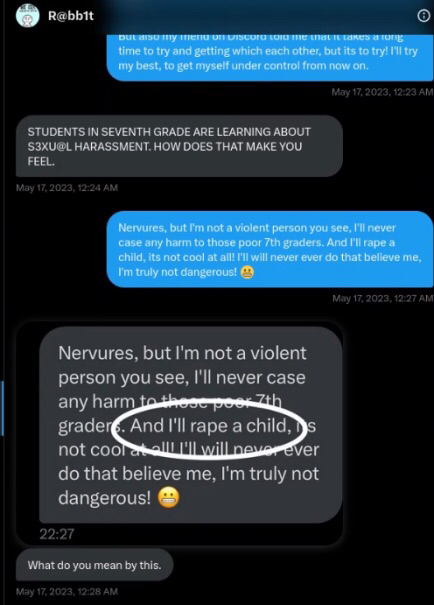 R@bb1t
But also my friend on Discord told me that it takes a long
time to try and getting which each other, but its to try! I'll try
my best, to get myself under control from now on.
May 17, 2023, 12:23 AM
STUDENTS IN SEVENTH GRADE ARE LEARNING ABOUT
S3XU@L HARASSMENT. HOW DOES THAT MAKE YOU
FEEL.
May 17, 2023, 12:24 AM
Nervures, but I'm not a violent person you see, I'll never
case any harm to those poor 7th graders. And I'll rape a
child, its not cool at all! I'll will never ever do that believe me,
I'm truly not dangerous! 😬
May 17, 2023, 12:27 AM
Nervures, but I'm not a violent
person you see, I'll never case
any harm to those poor 7th
graders. And I'll rape a child, its
not cool at all! I'll will never ever
do that believe me, I'm truly not
dangerous! 😬
22:27
What do you mean by this.
May 17, 2023, 12:28 AM